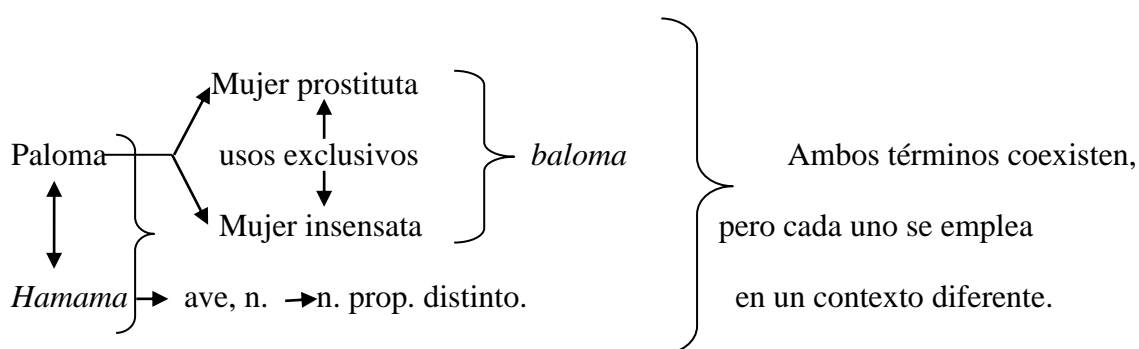 Mujer prostituta
Paloma usos exclusivos baloma Ambos términos coexisten,
Mujer insensata pero cada uno se emplea
Hamama ave, n. n. prop. distinto. en un contexto diferente.